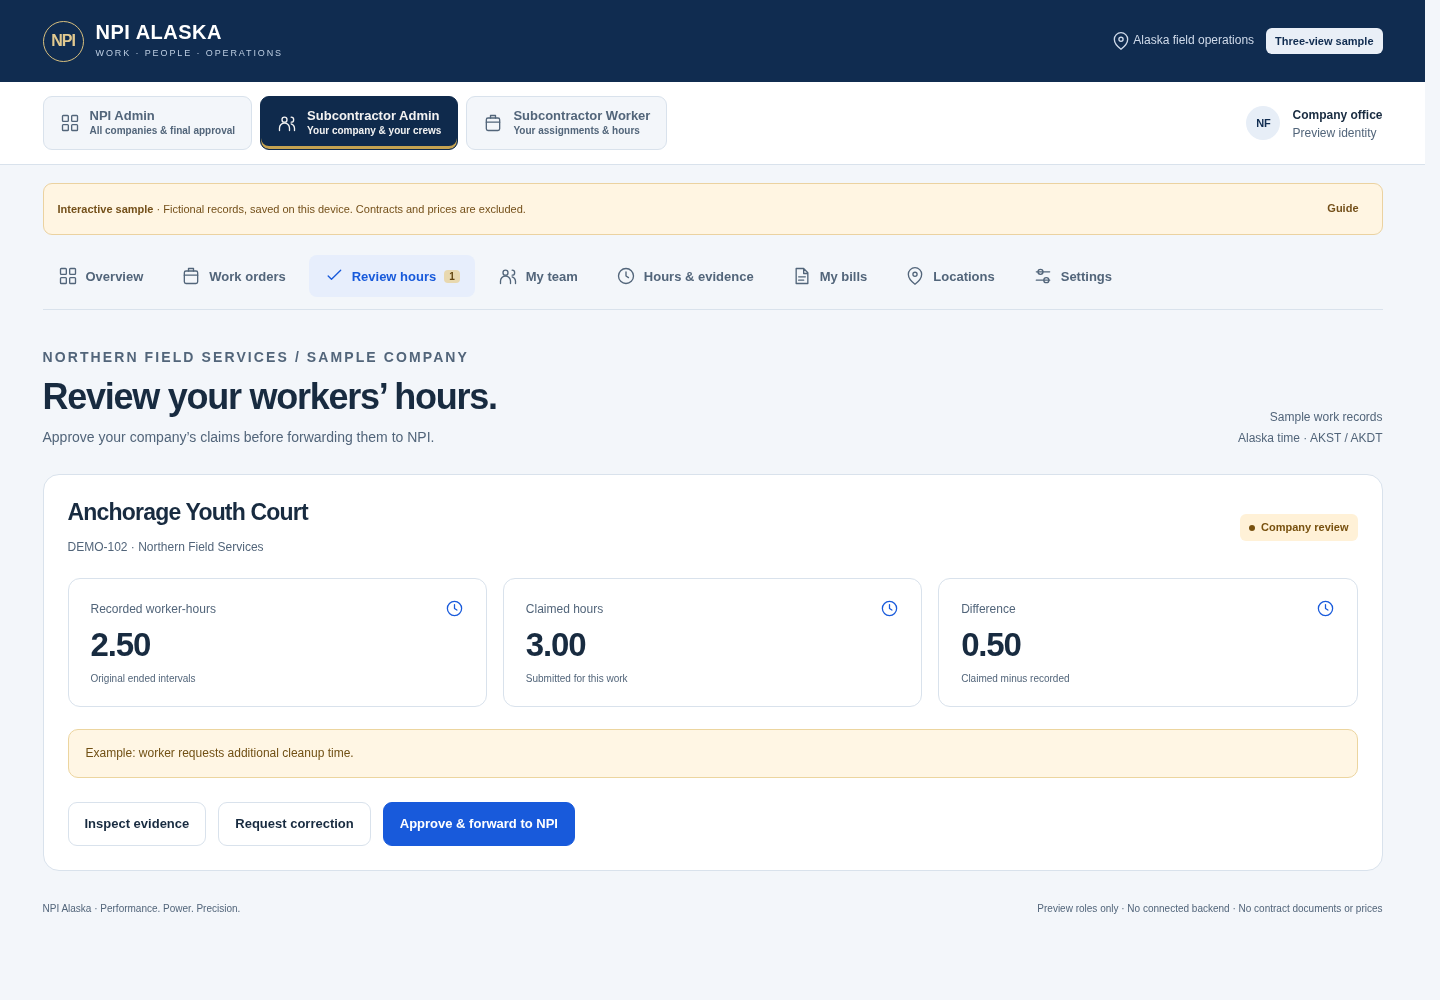 NPI
NPI ALASKA
WORK · PEOPLE · OPERATIONS
Alaska field operations
Three-view sample
NPI Admin
All companies & final approval
Subcontractor Admin
Your company & your crews
Subcontractor Worker
Your assignments & hours
NF
Company office
Preview identity
Interactive sample · Fictional records, saved on this device. Contracts and prices are excluded.
Guide
Overview
Work orders
Review hours 1
My team
Hours & evidence
My bills
Locations
Settings
NORTHERN FIELD SERVICES / SAMPLE COMPANY
Review your workers’ hours.
Approve your company’s claims before forwarding them to NPI.
Sample work records
Alaska time · AKST / AKDT
Anchorage Youth Court
DEMO-102 · Northern Field Services
Company review
Recorded worker-hours
2.50
Original ended intervals
Claimed hours
3.00
Submitted for this work
Difference
0.50
Claimed minus recorded
Example: worker requests additional cleanup time.
Inspect evidence
Request correction
Approve & forward to NPI
NPI Alaska · Performance. Power. Precision.
Preview roles only · No connected backend · No contract documents or prices